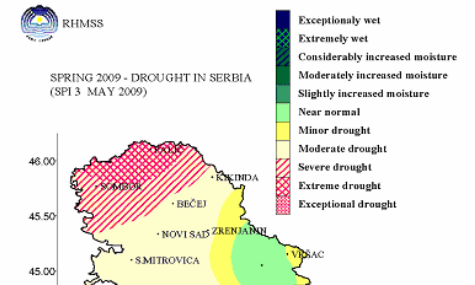 RHMSS
SPRING 2009 - DROUGHT IN SERBIA
(SPI 3 MAY 2009)
Exceptionaly wet
Extremely wet
Considerably increased moisture
Moderately increased moisture
Slightly increased moisture
Near normal
Minor drought
Moderate drought
Severe drought
Extreme drought
Exceptional drought
46.00
PALIC
SOMBOR
KIKINDA
BEČEJ
45.50
NOVI SAD
ZRENJANIN
VRŠAC
S.MITROVICA
45.00